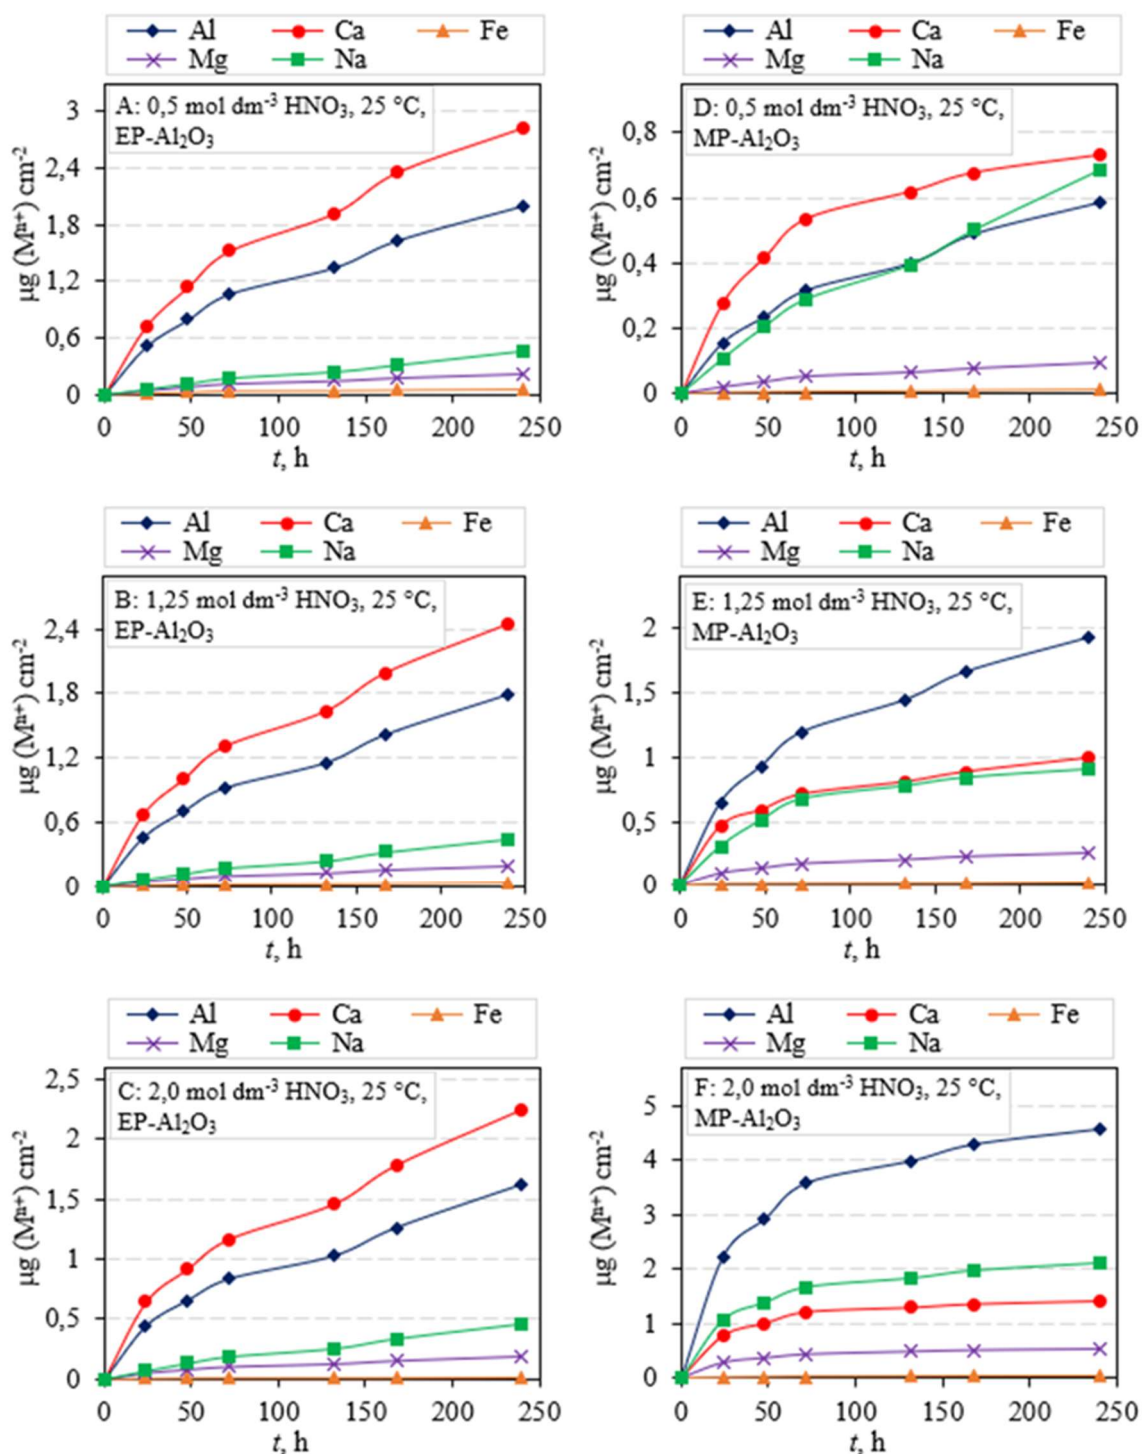 Al Ca Fe
Mg Na
A: 0,5 mol dm⁻³ HNO₃, 25 °C,
EP-Al₂O₃
µg (Mⁿ⁺) cm⁻²
3
2,4
1,8
1,2
0,6
0
0 50 100 150 200 250
t, h
Al Ca Fe
Mg Na
D: 0,5 mol dm⁻³ HNO₃, 25 °C,
MP-Al₂O₃
µg (Mⁿ⁺) cm⁻²
0,8
0,6
0,4
0,2
0
0 50 100 150 200 250
t, h
Al Ca Fe
Mg Na
B: 1,25 mol dm⁻³ HNO₃, 25 °C,
EP-Al₂O₃
µg (Mⁿ⁺) cm⁻²
2,4
1,8
1,2
0,6
0
0 50 100 150 200 250
t, h
Al Ca Fe
Mg Na
E: 1,25 mol dm⁻³ HNO₃, 25 °C,
MP-Al₂O₃
µg (Mⁿ⁺) cm⁻²
2
1,5
1
0,5
0
0 50 100 150 200 250
t, h
Al Ca Fe
Mg Na
C: 2,0 mol dm⁻³ HNO₃, 25 °C,
EP-Al₂O₃
µg (Mⁿ⁺) cm⁻²
2,5
2
1,5
1
0,5
0
0 50 100 150 200 250
t, h
Al Ca Fe
Mg Na
F: 2,0 mol dm⁻³ HNO₃, 25 °C,
MP-Al₂O₃
µg (Mⁿ⁺) cm⁻²
5
4
3
2
1
0
0 50 100 150 200 250
t, h